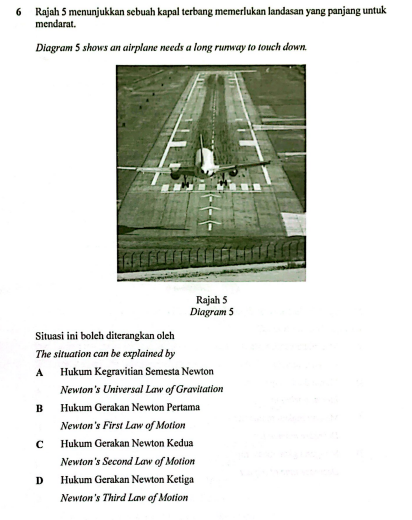 6 Rajah 5 menunjukkan sebuah kapal terbang memerlukan landasan yang panjang untuk
mendarat.
Diagram 5 shows an airplane needs a long runway to touch down.
Rajah 5
Diagram 5
Situasi ini boleh diterangkan oleh
The situation can be explained by
A Hukum Kegravitian Semesta Newton
Newton's Universal Law of Gravitation
B Hukum Gerakan Newton Pertama
Newton's First Law of Motion
C Hukum Gerakan Newton Kedua
Newton's Second Law of Motion
D Hukum Gerakan Newton Ketiga
Newton's Third Law of Motion